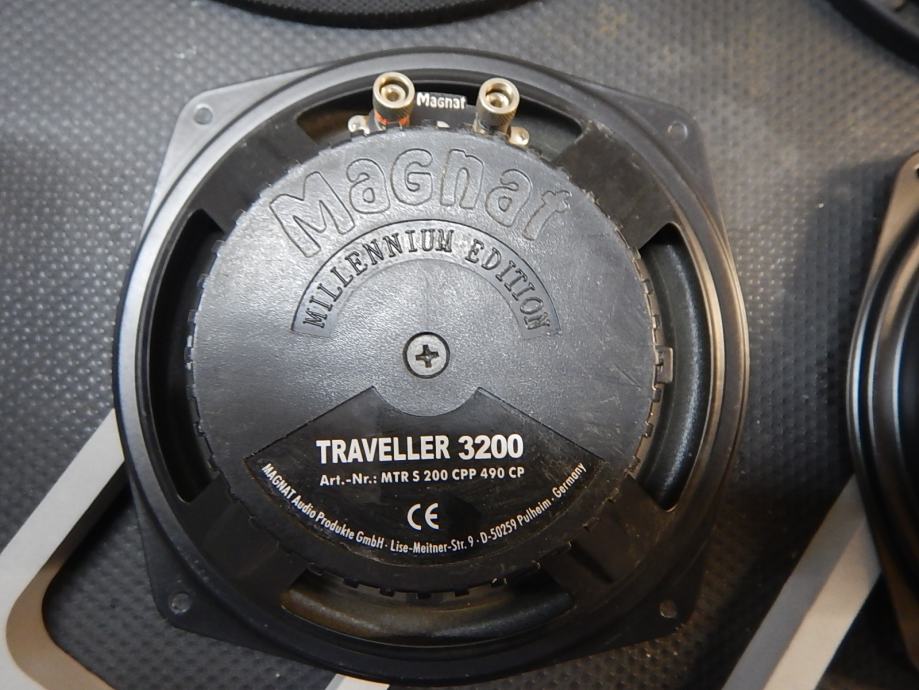 Magnat
Magnat
MILLENNIUM EDITION
TRAVELLER 3200
Art.-Nr.: MTR S 200 CPP 490 CP
CE
MAGNAT Audio Produkte GmbH · Lise-Meitner-Str. 9 · D-50259 Pulheim · Germany